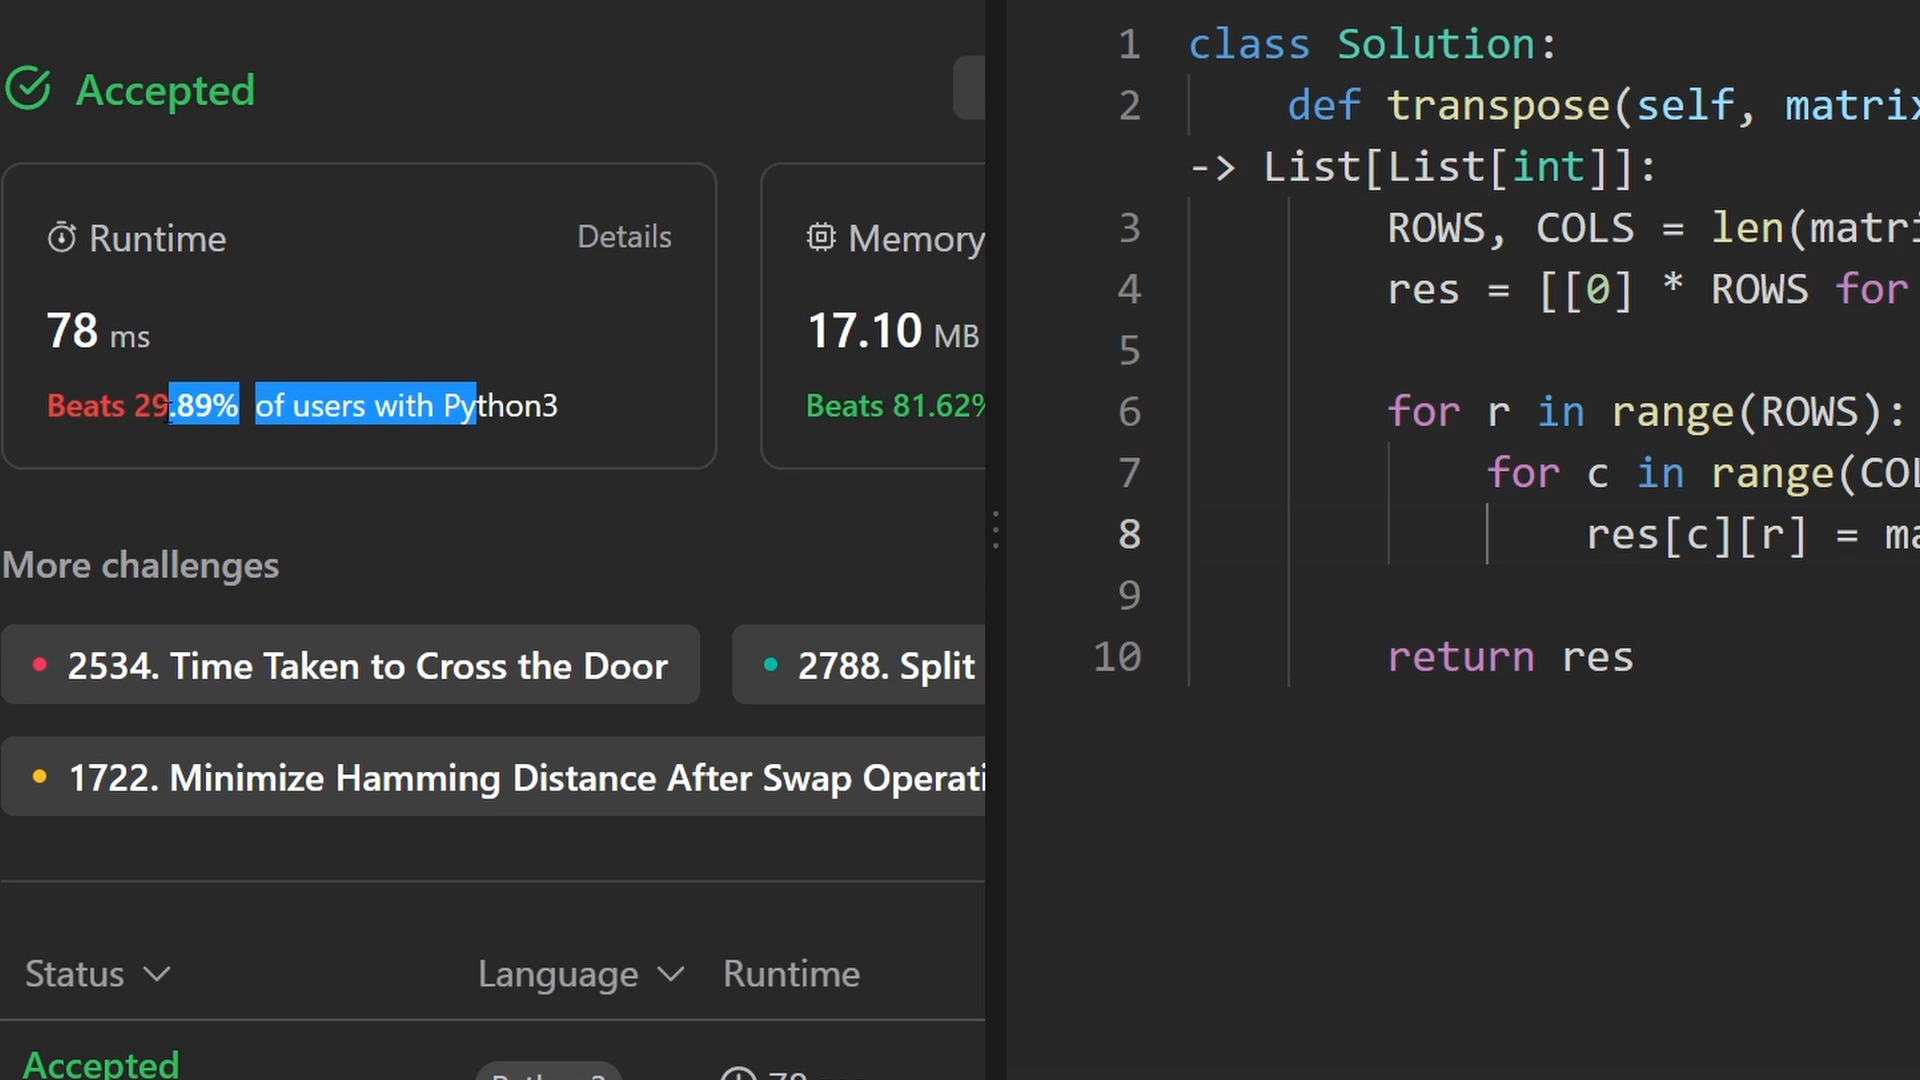 Accepted
Runtime
Details
78 ms
Beats 29.89% of users with Python3
Memory
17.10 MB
Beats 81.62%
More challenges
2534. Time Taken to Cross the Door
2788. Split
1722. Minimize Hamming Distance After Swap Operati
Status
Language
Runtime
Accepted
1 class Solution:
2 def transpose(self, matrix
-> List[List[int]]:
3 ROWS, COLS = len(matri
4 res = [[0] * ROWS for
5
6 for r in range(ROWS):
7 for c in range(COL
8 res[c][r] = ma
9
10 return res